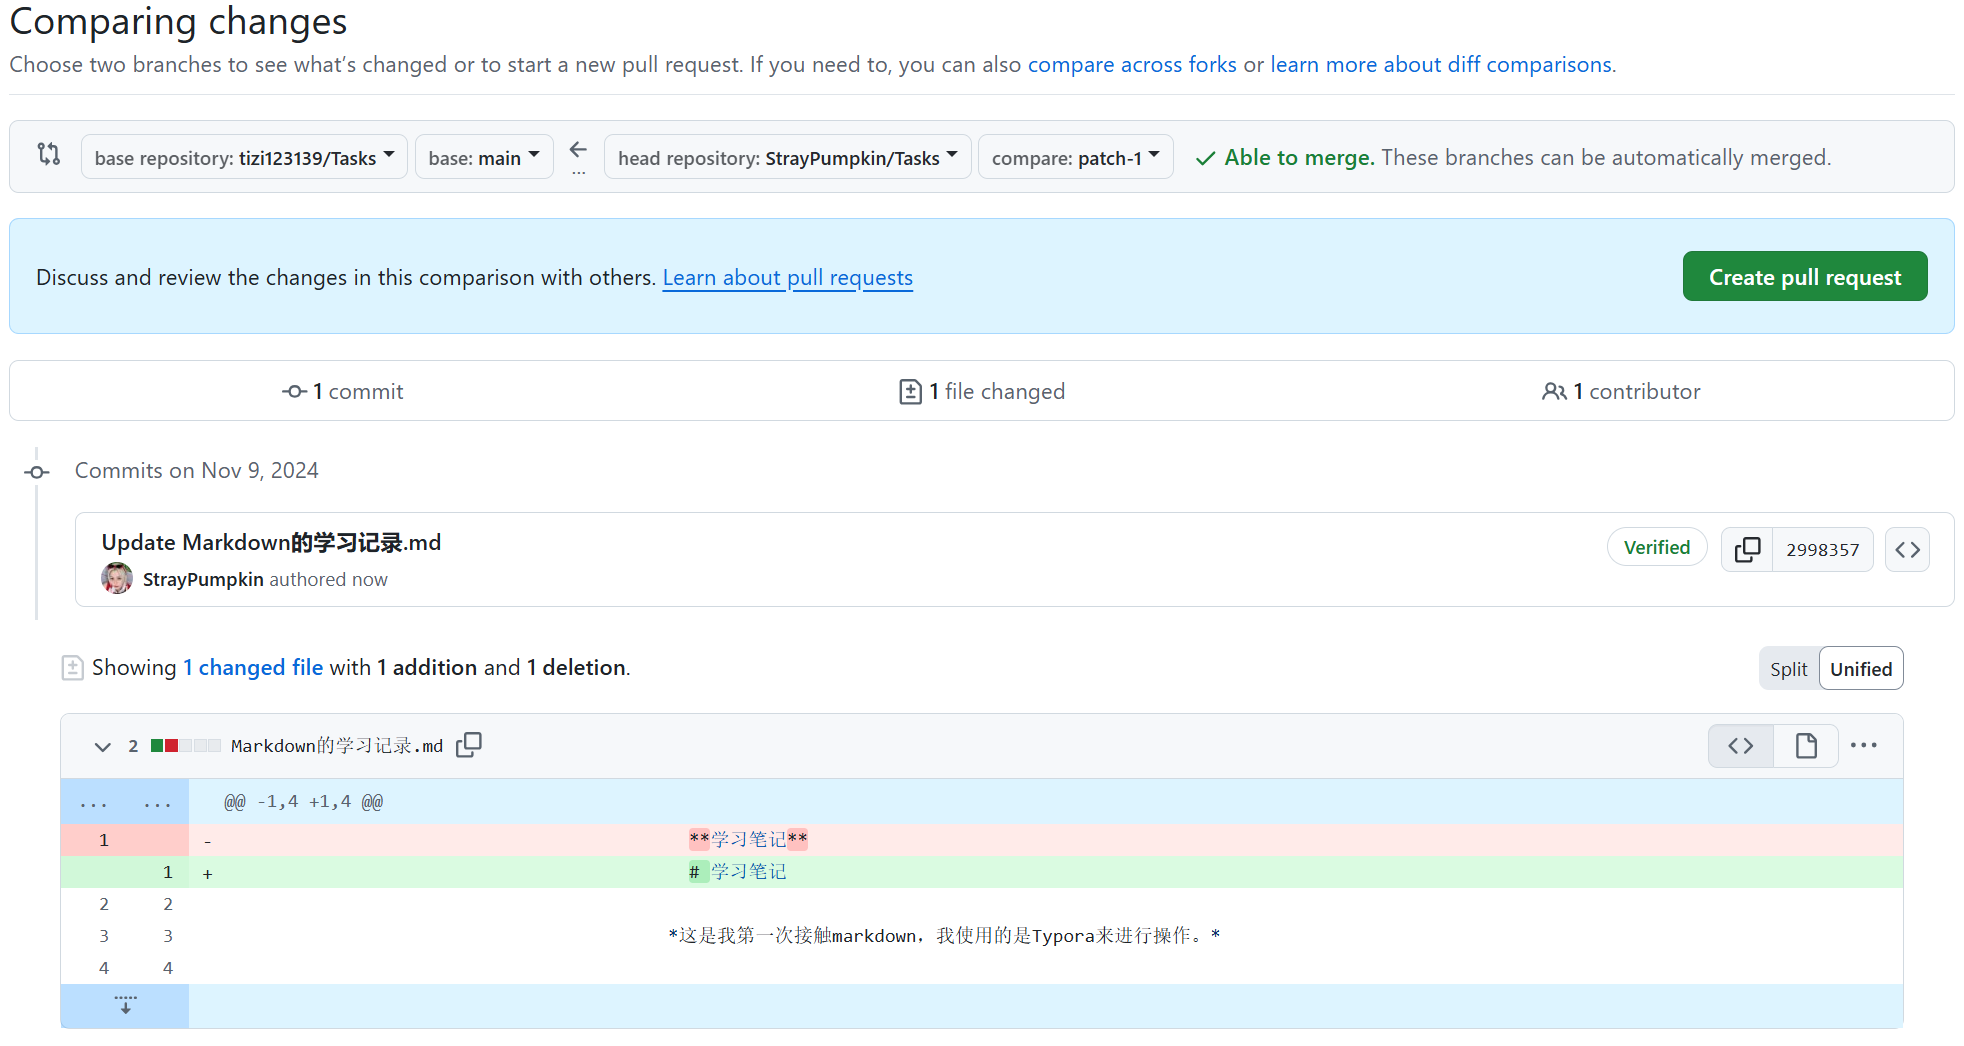 Comparing changes
Choose two branches to see what’s changed or to start a new pull request. If you need to, you can also compare across forks or learn more about diff comparisons.
base repository: tizi123139/Tasks base: main ... head repository: StrayPumpkin/Tasks compare: patch-1 Able to merge. These branches can be automatically merged.
Discuss and review the changes in this comparison with others. Learn about pull requests Create pull request
1 commit 1 file changed 1 contributor
Commits on Nov 9, 2024
Update Markdown的学习记录.md
StrayPumpkin authored now
Verified 2998357
Showing 1 changed file with 1 addition and 1 deletion. Split Unified
2 Markdown的学习记录.md
... ... @@ -1,4 +1,4 @@
1 - **学习笔记**
1 + # 学习笔记
2 2
3 3 *这是我第一次接触markdown，我使用的是Typora来进行操作。*
4 4